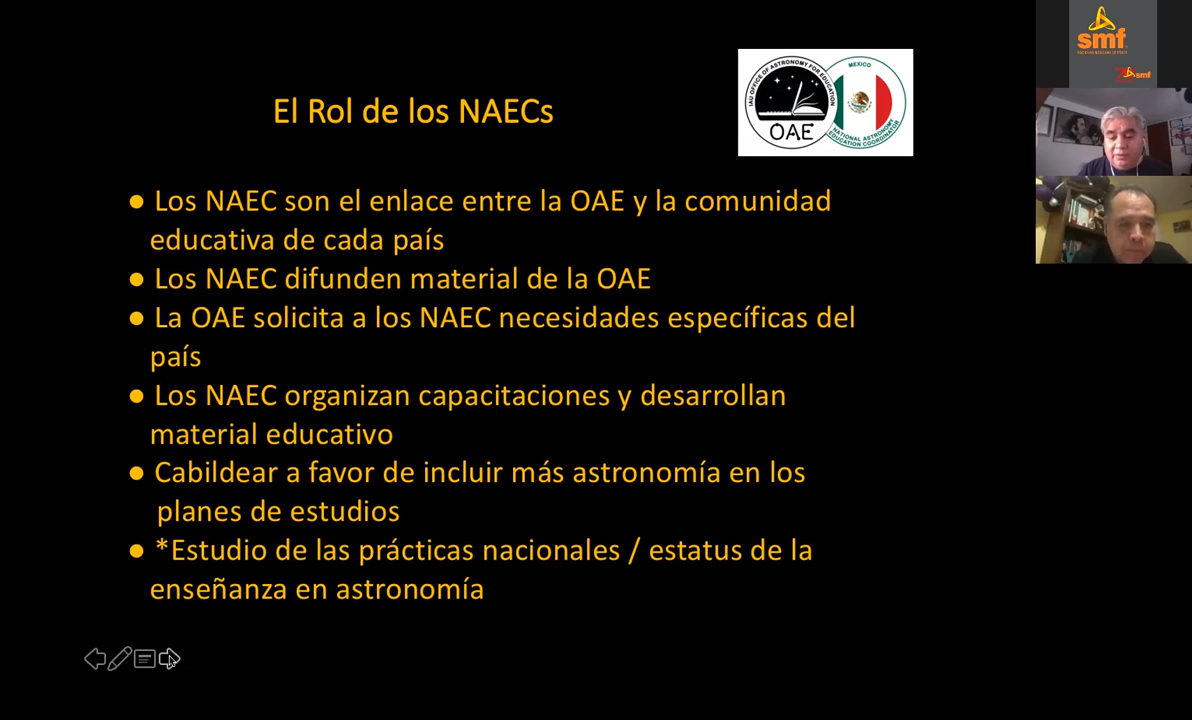 smf
smf
IAU OFFICE OF ASTRONOMY FOR EDUCATION
OAE
MEXICO
NATIONAL ASTRONOMY
EDUCATION COORDINATOR
El Rol de los NAECs
● Los NAEC son el enlace entre la OAE y la comunidad
educativa de cada país
● Los NAEC difunden material de la OAE
● La OAE solicita a los NAEC necesidades específicas del
país
● Los NAEC organizan capacitaciones y desarrollan
material educativo
● Cabildear a favor de incluir más astronomía en los
planes de estudios
● *Estudio de las prácticas nacionales / estatus de la
enseñanza en astronomía